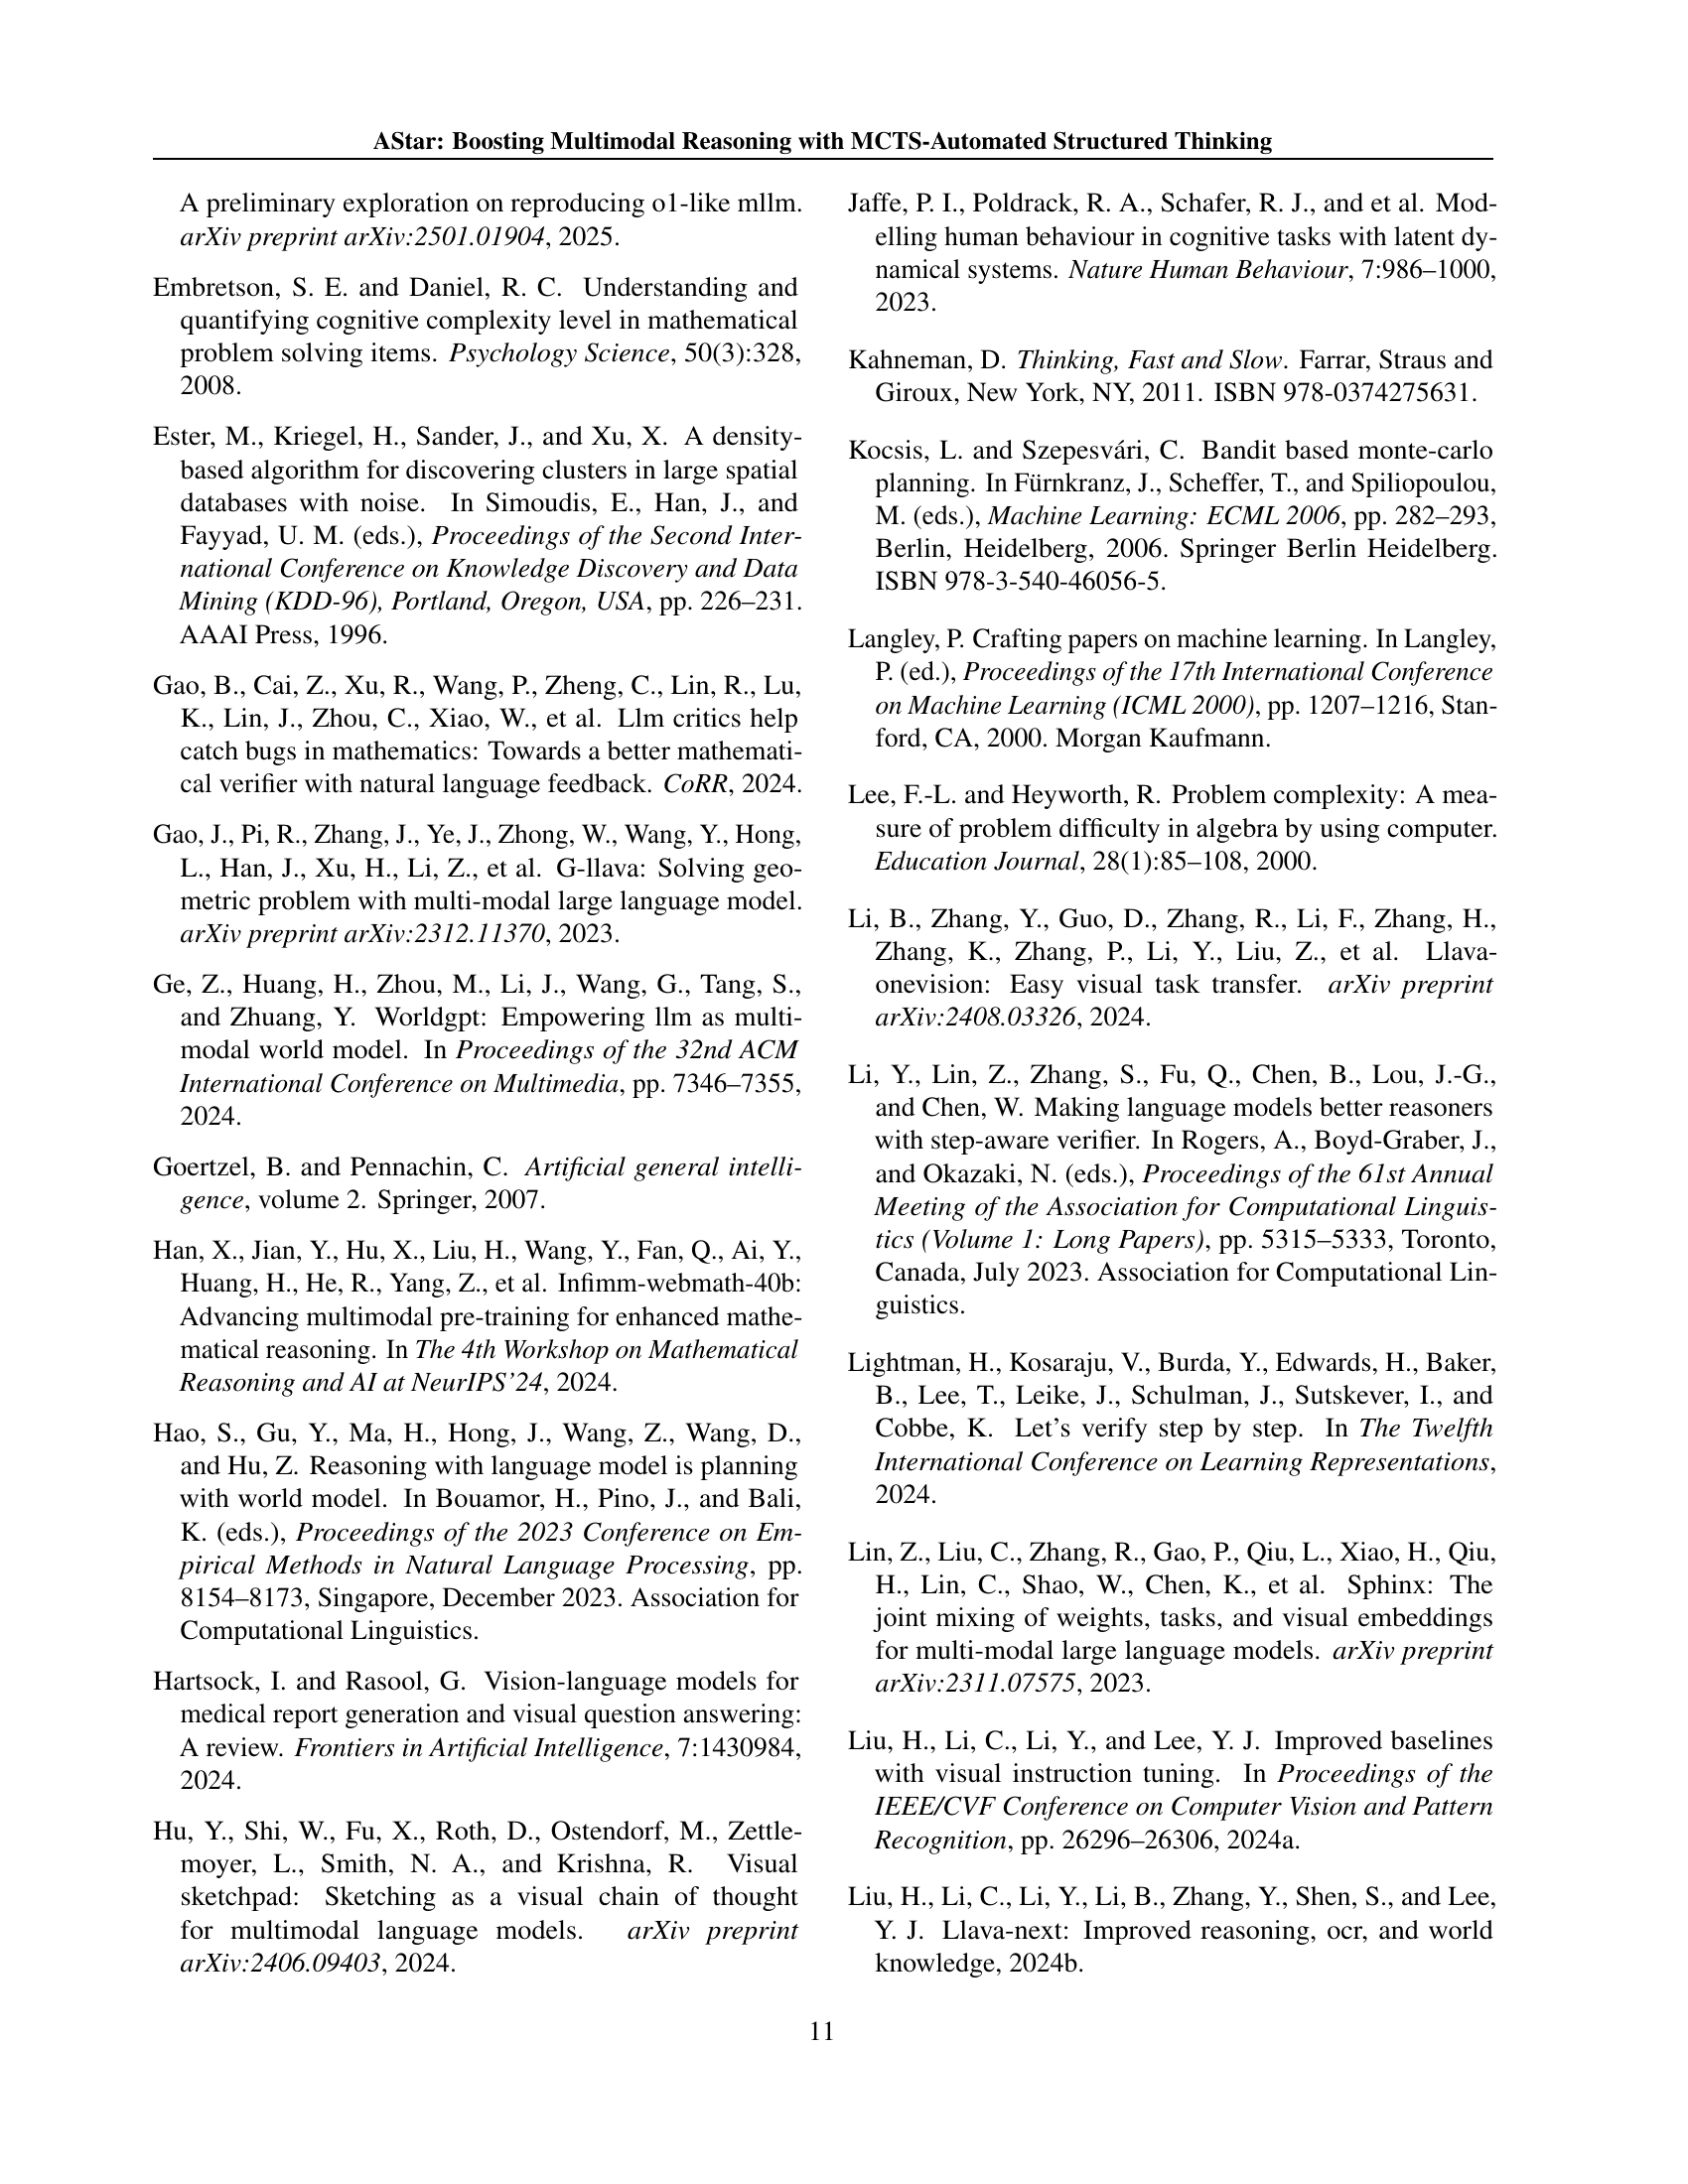 AStar: Boosting Multimodal Reasoning with MCTS-Automated Structured Thinking
A preliminary exploration on reproducing o1-like mllm.
arXiv preprint arXiv:2501.01904, 2025.
Embretson, S. E. and Daniel, R. C. Understanding and
quantifying cognitive complexity level in mathematical
problem solving items. Psychology Science, 50(3):328,
2008.
Ester, M., Kriegel, H., Sander, J., and Xu, X. A density-
based algorithm for discovering clusters in large spatial
databases with noise. In Simoudis, E., Han, J., and
Fayyad, U. M. (eds.), Proceedings of the Second Inter-
national Conference on Knowledge Discovery and Data
Mining (KDD-96), Portland, Oregon, USA, pp. 226–231.
AAAI Press, 1996.
Gao, B., Cai, Z., Xu, R., Wang, P., Zheng, C., Lin, R., Lu,
K., Lin, J., Zhou, C., Xiao, W., et al. Llm critics help
catch bugs in mathematics: Towards a better mathemati-
cal verifier with natural language feedback. CoRR, 2024.
Gao, J., Pi, R., Zhang, J., Ye, J., Zhong, W., Wang, Y., Hong,
L., Han, J., Xu, H., Li, Z., et al. G-llava: Solving geo-
metric problem with multi-modal large language model.
arXiv preprint arXiv:2312.11370, 2023.
Ge, Z., Huang, H., Zhou, M., Li, J., Wang, G., Tang, S.,
and Zhuang, Y. Worldgpt: Empowering llm as multi-
modal world model. In Proceedings of the 32nd ACM
International Conference on Multimedia, pp. 7346–7355,
2024.
Goertzel, B. and Pennachin, C. Artificial general intelli-
gence, volume 2. Springer, 2007.
Han, X., Jian, Y., Hu, X., Liu, H., Wang, Y., Fan, Q., Ai, Y.,
Huang, H., He, R., Yang, Z., et al. Infimm-webmath-40b:
Advancing multimodal pre-training for enhanced mathe-
matical reasoning. In The 4th Workshop on Mathematical
Reasoning and AI at NeurIPS'24, 2024.
Hao, S., Gu, Y., Ma, H., Hong, J., Wang, Z., Wang, D.,
and Hu, Z. Reasoning with language model is planning
with world model. In Bouamor, H., Pino, J., and Bali,
K. (eds.), Proceedings of the 2023 Conference on Em-
pirical Methods in Natural Language Processing, pp.
8154–8173, Singapore, December 2023. Association for
Computational Linguistics.
Hartsock, I. and Rasool, G. Vision-language models for
medical report generation and visual question answering:
A review. Frontiers in Artificial Intelligence, 7:1430984,
2024.
Hu, Y., Shi, W., Fu, X., Roth, D., Ostendorf, M., Zettle-
moyer, L., Smith, N. A., and Krishna, R. Visual
sketchpad: Sketching as a visual chain of thought
for multimodal language models. arXiv preprint
arXiv:2406.09403, 2024.
Jaffe, P. I., Poldrack, R. A., Schafer, R. J., and et al. Mod-
elling human behaviour in cognitive tasks with latent dy-
namical systems. Nature Human Behaviour, 7:986–1000,
2023.
Kahneman, D. Thinking, Fast and Slow. Farrar, Straus and
Giroux, New York, NY, 2011. ISBN 978-0374275631.
Kocsis, L. and Szepesvári, C. Bandit based monte-carlo
planning. In Fürnkranz, J., Scheffer, T., and Spiliopoulou,
M. (eds.), Machine Learning: ECML 2006, pp. 282–293,
Berlin, Heidelberg, 2006. Springer Berlin Heidelberg.
ISBN 978-3-540-46056-5.
Langley, P. Crafting papers on machine learning. In Langley,
P. (ed.), Proceedings of the 17th International Conference
on Machine Learning (ICML 2000), pp. 1207–1216, Stan-
ford, CA, 2000. Morgan Kaufmann.
Lee, F.-L. and Heyworth, R. Problem complexity: A mea-
sure of problem difficulty in algebra by using computer.
Education Journal, 28(1):85–108, 2000.
Li, B., Zhang, Y., Guo, D., Zhang, R., Li, F., Zhang, H.,
Zhang, K., Zhang, P., Li, Y., Liu, Z., et al. Llava-
onevision: Easy visual task transfer. arXiv preprint
arXiv:2408.03326, 2024.
Li, Y., Lin, Z., Zhang, S., Fu, Q., Chen, B., Lou, J.-G.,
and Chen, W. Making language models better reasoners
with step-aware verifier. In Rogers, A., Boyd-Graber, J.,
and Okazaki, N. (eds.), Proceedings of the 61st Annual
Meeting of the Association for Computational Linguis-
tics (Volume 1: Long Papers), pp. 5315–5333, Toronto,
Canada, July 2023. Association for Computational Lin-
guistics.
Lightman, H., Kosaraju, V., Burda, Y., Edwards, H., Baker,
B., Lee, T., Leike, J., Schulman, J., Sutskever, I., and
Cobbe, K. Let's verify step by step. In The Twelfth
International Conference on Learning Representations,
2024.
Lin, Z., Liu, C., Zhang, R., Gao, P., Qiu, L., Xiao, H., Qiu,
H., Lin, C., Shao, W., Chen, K., et al. Sphinx: The
joint mixing of weights, tasks, and visual embeddings
for multi-modal large language models. arXiv preprint
arXiv:2311.07575, 2023.
Liu, H., Li, C., Li, Y., and Lee, Y. J. Improved baselines
with visual instruction tuning. In Proceedings of the
IEEE/CVF Conference on Computer Vision and Pattern
Recognition, pp. 26296–26306, 2024a.
Liu, H., Li, C., Li, Y., Li, B., Zhang, Y., Shen, S., and Lee,
Y. J. Llava-next: Improved reasoning, ocr, and world
knowledge, 2024b.
11